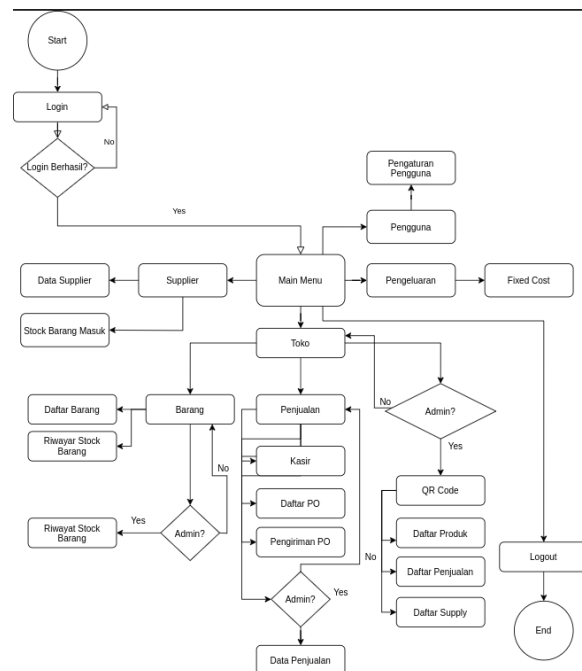 Start
Login
No
Login Berhasil?
Yes
Pengaturan
Pengguna
Pengguna
Data Supplier
Supplier
Main Menu
Pengeluaran
Fixed Cost
Stock Barang Masuk
Toko
No
Daftar Barang
Barang
Penjualan
Admin?
Riwayar Stock
Barang
Kasir
No
Yes
QR Code
Daftar PO
Riwayat Stock
Barang
Yes
Admin?
Pengiriman PO
Daftar Produk
No
Logout
Daftar Penjualan
Admin?
Yes
Daftar Supply
End
Data Penjualan